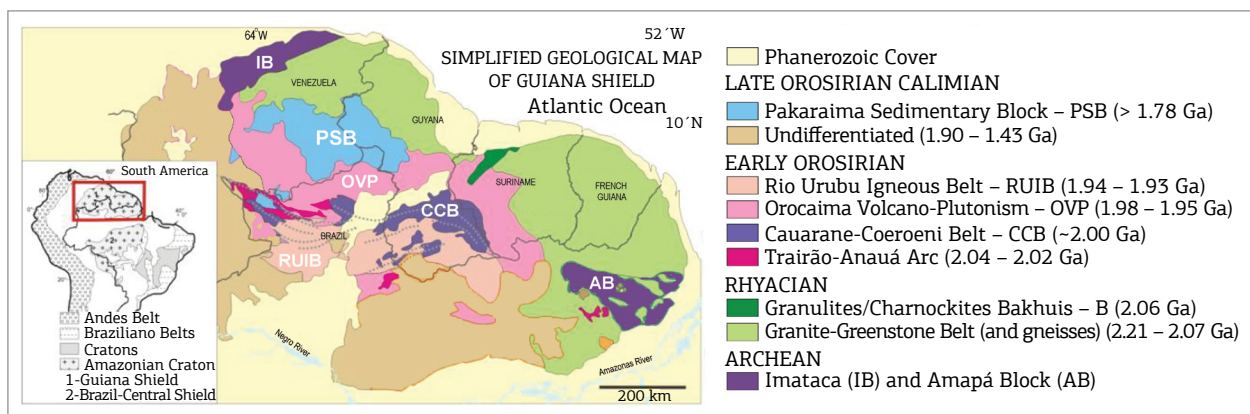 64°W
52´W
SIMPLIFIED GEOLOGICAL MAP
OF GUIANA SHIELD
Atlantic Ocean
10´N
IB
VENEZUELA
GUYANA
PSB
OVP
SURINAME
FRENCH
GUIANA
CCB
BRAZIL
RUIB
AB
Negro River
Amazonas River
200 km
South America
1
2
Andes Belt
Braziliano Belts
Cratons
Amazonian Craton
1-Guiana Shield
2-Brazil-Central Shield
Phanerozoic Cover
LATE OROSIRIAN CALIMIAN
Pakaraima Sedimentary Block – PSB (> 1.78 Ga)
Undifferentiated (1.90 – 1.43 Ga)
EARLY OROSIRIAN
Rio Urubu Igneous Belt – RUIB (1.94 – 1.93 Ga)
Orocaima Volcano-Plutonism – OVP (1.98 – 1.95 Ga)
Cauarane-Coeroeni Belt – CCB (~2.00 Ga)
Trairão-Anauá Arc (2.04 – 2.02 Ga)
RHYACIAN
Granulites/Charnockites Bakhuis – B (2.06 Ga)
Granite-Greenstone Belt (and gneisses) (2.21 – 2.07 Ga)
ARCHEAN
Imataca (IB) and Amapá Block (AB)